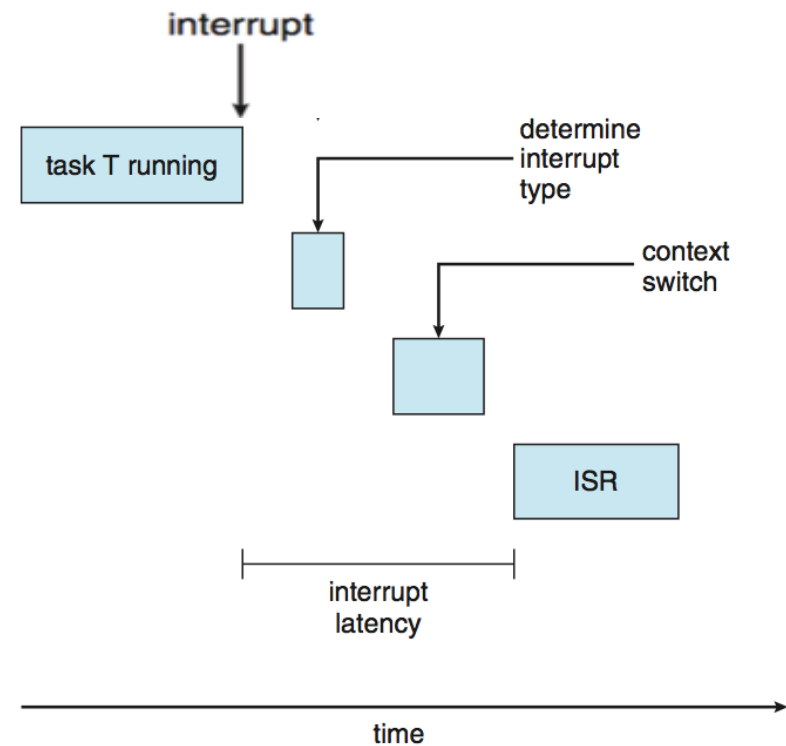 interrupt
task T running
determine
interrupt
type
context
switch
ISR
interrupt
latency
time